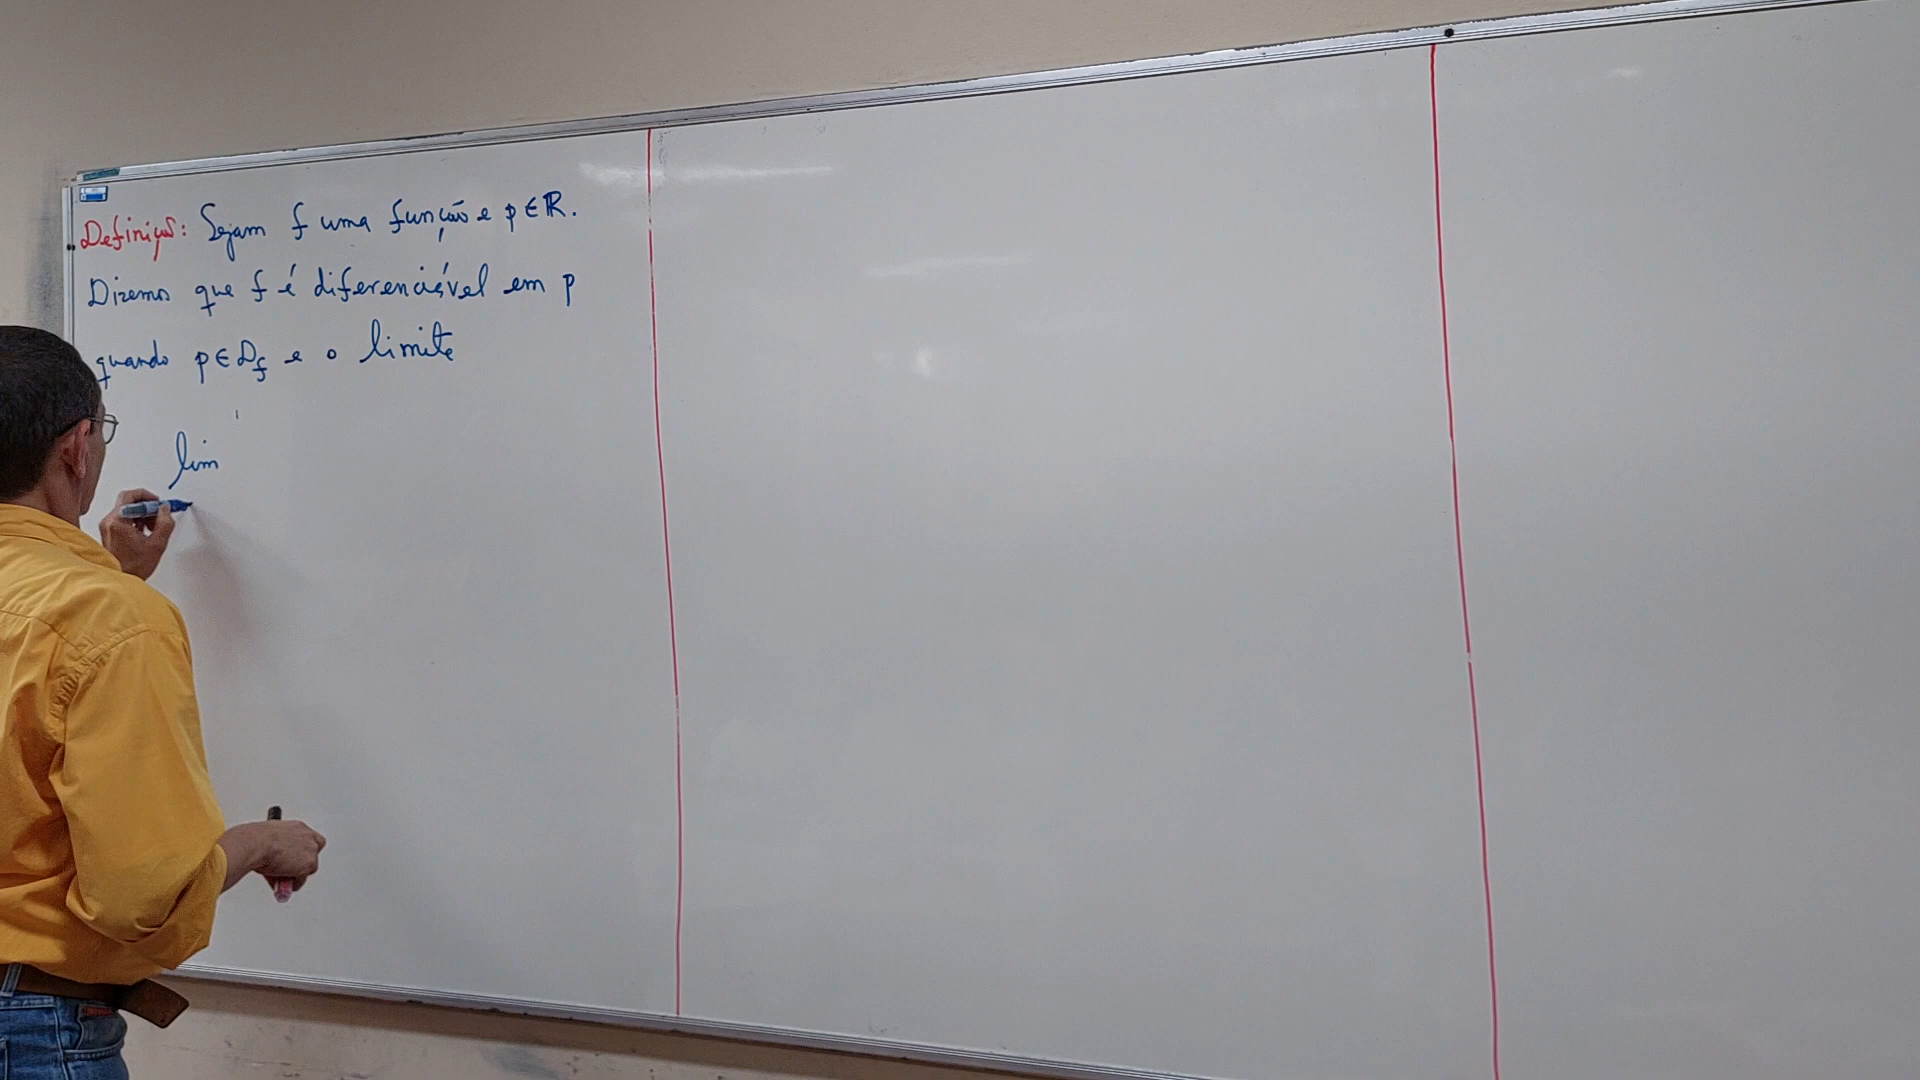 Definição: Sejam f uma função e p ∈ ℝ.
Dizemos que f é diferenciável em p
quando p ∈ D_f e o limite
lim